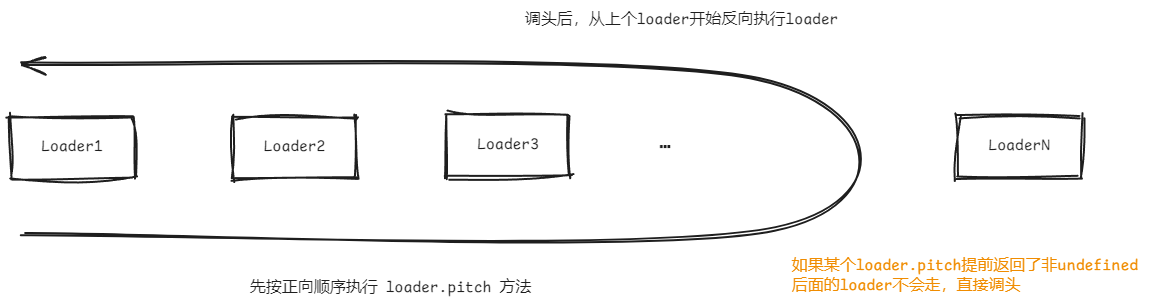 调头后，从上个loader开始反向执行loader
Loader1
Loader2
Loader3
…
LoaderN
先按正向顺序执行 loader.pitch 方法
如果某个loader.pitch提前返回了非undefined
后面的loader不会走，直接调头